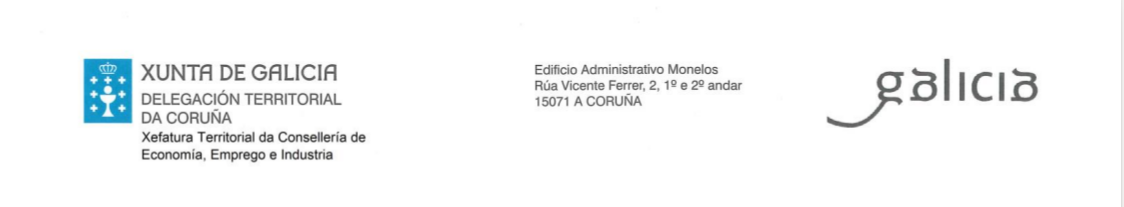 XUNTA DE GALICIA
DELEGACIÓN TERRITORIAL
DA CORUÑA
Xefatura Territorial da Consellería de
Economía, Emprego e Industria
Edificio Administrativo Monelos
Rúa Vicente Ferrer, 2, 1º e 2º andar
15071 A CORUÑA
galicia